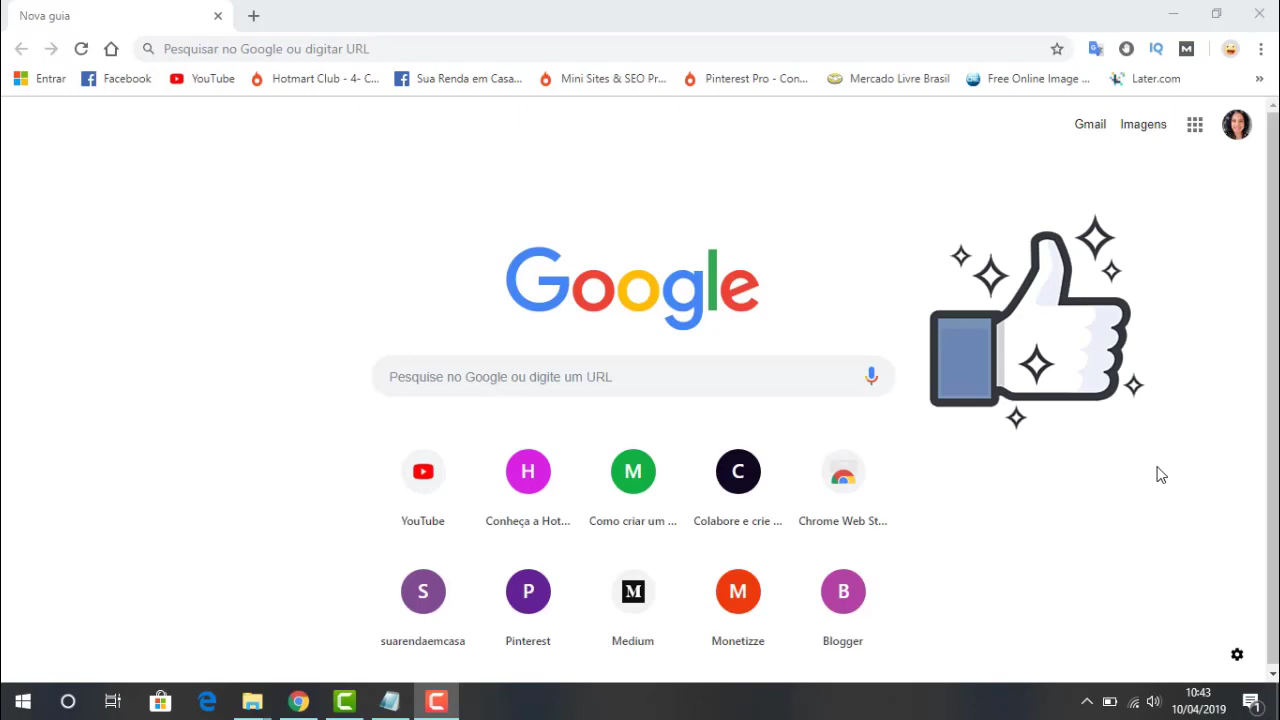 Nova guia
Pesquisar no Google ou digitar URL
IQ
M
Entrar Facebook YouTube Hotmart Club - 4- C... Sua Renda em Casa... Mini Sites & SEO Pr... Pinterest Pro - Con... Mercado Livre Brasil Free Online Image ... Later.com »
Gmail Imagens
Google
Pesquise no Google ou digite um URL
H M C
YouTube Conheça a Hot... Como criar um ... Colabore e crie ... Chrome Web St...
S P M M B
suarendaemcasa Pinterest Medium Monetizze Blogger
10:43
10/04/2019
1